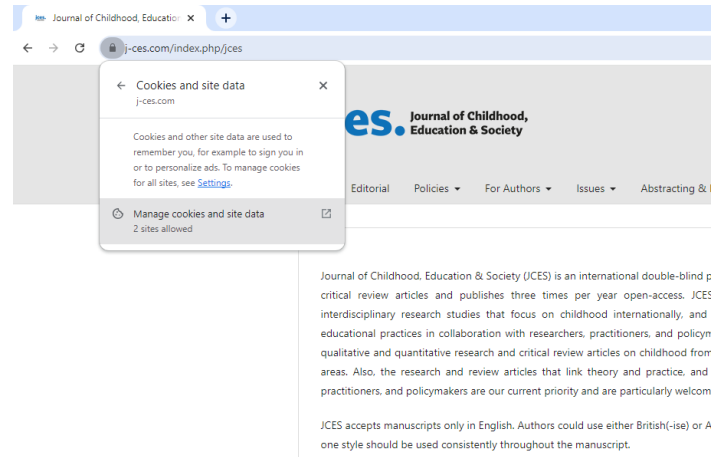 Journal of Childhood, Educatio
j-ces.com/index.php/jces
Cookies and site data
j-ces.com
Cookies and other site data are used to
remember you, for example to sign you in
or to personalize ads. To manage cookies
for all sites, see Settings.
Manage cookies and site data
2 sites allowed
es.
Journal of Childhood,
Education & Society
Editorial
Policies
For Authors
Issues
Abstracting &
Journal of Childhood, Education & Society (JCES) is an international double-blind
critical review articles and publishes three times per year open-access. JCES
interdisciplinary research studies that focus on childhood internationally, and
educational practices in collaboration with researchers, practitioners, and policym
qualitative and quantitative research and critical review articles on childhood from
areas. Also, the research and review articles that link theory and practice, and
practitioners, and policymakers are our current priority and are particularly welcom
JCES accepts manuscripts only in English. Authors could use either British(-ise) or A
one style should be used consistently throughout the manuscript.